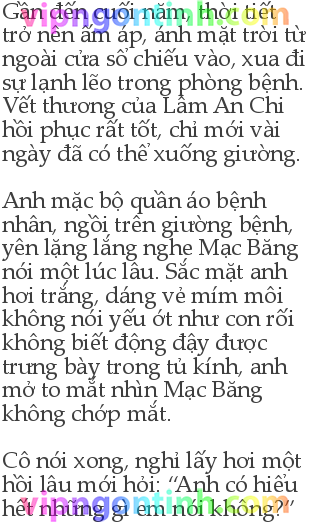 Gần đến cuối năm, thời tiết
trở nên ấm áp, ánh mặt trời từ
ngoài cửa sổ chiếu vào, xua đi
sự lạnh lẽo trong phòng bệnh.
Vết thương của Lâm An Chi
hồi phục rất tốt, chỉ mới vài
ngày đã có thể xuống giường.

Anh mặc bộ quần áo bệnh
nhân, ngồi trên giường bệnh,
yên lặng lắng nghe Mạc Băng
nói một lúc lâu. Sắc mặt anh
hơi trắng, dáng vẻ mím môi
không nói yếu ớt như con rối
không biết động đậy được
trưng bày trong tủ kính, anh
mở to mắt nhìn Mạc Băng
không chớp mắt.

Cô nói xong, nghỉ lấy hơi một
hồi lâu mới hỏi: “Anh có hiểu
hết những gì em nói không?”
vipngontinh.com
vipngontinh.com